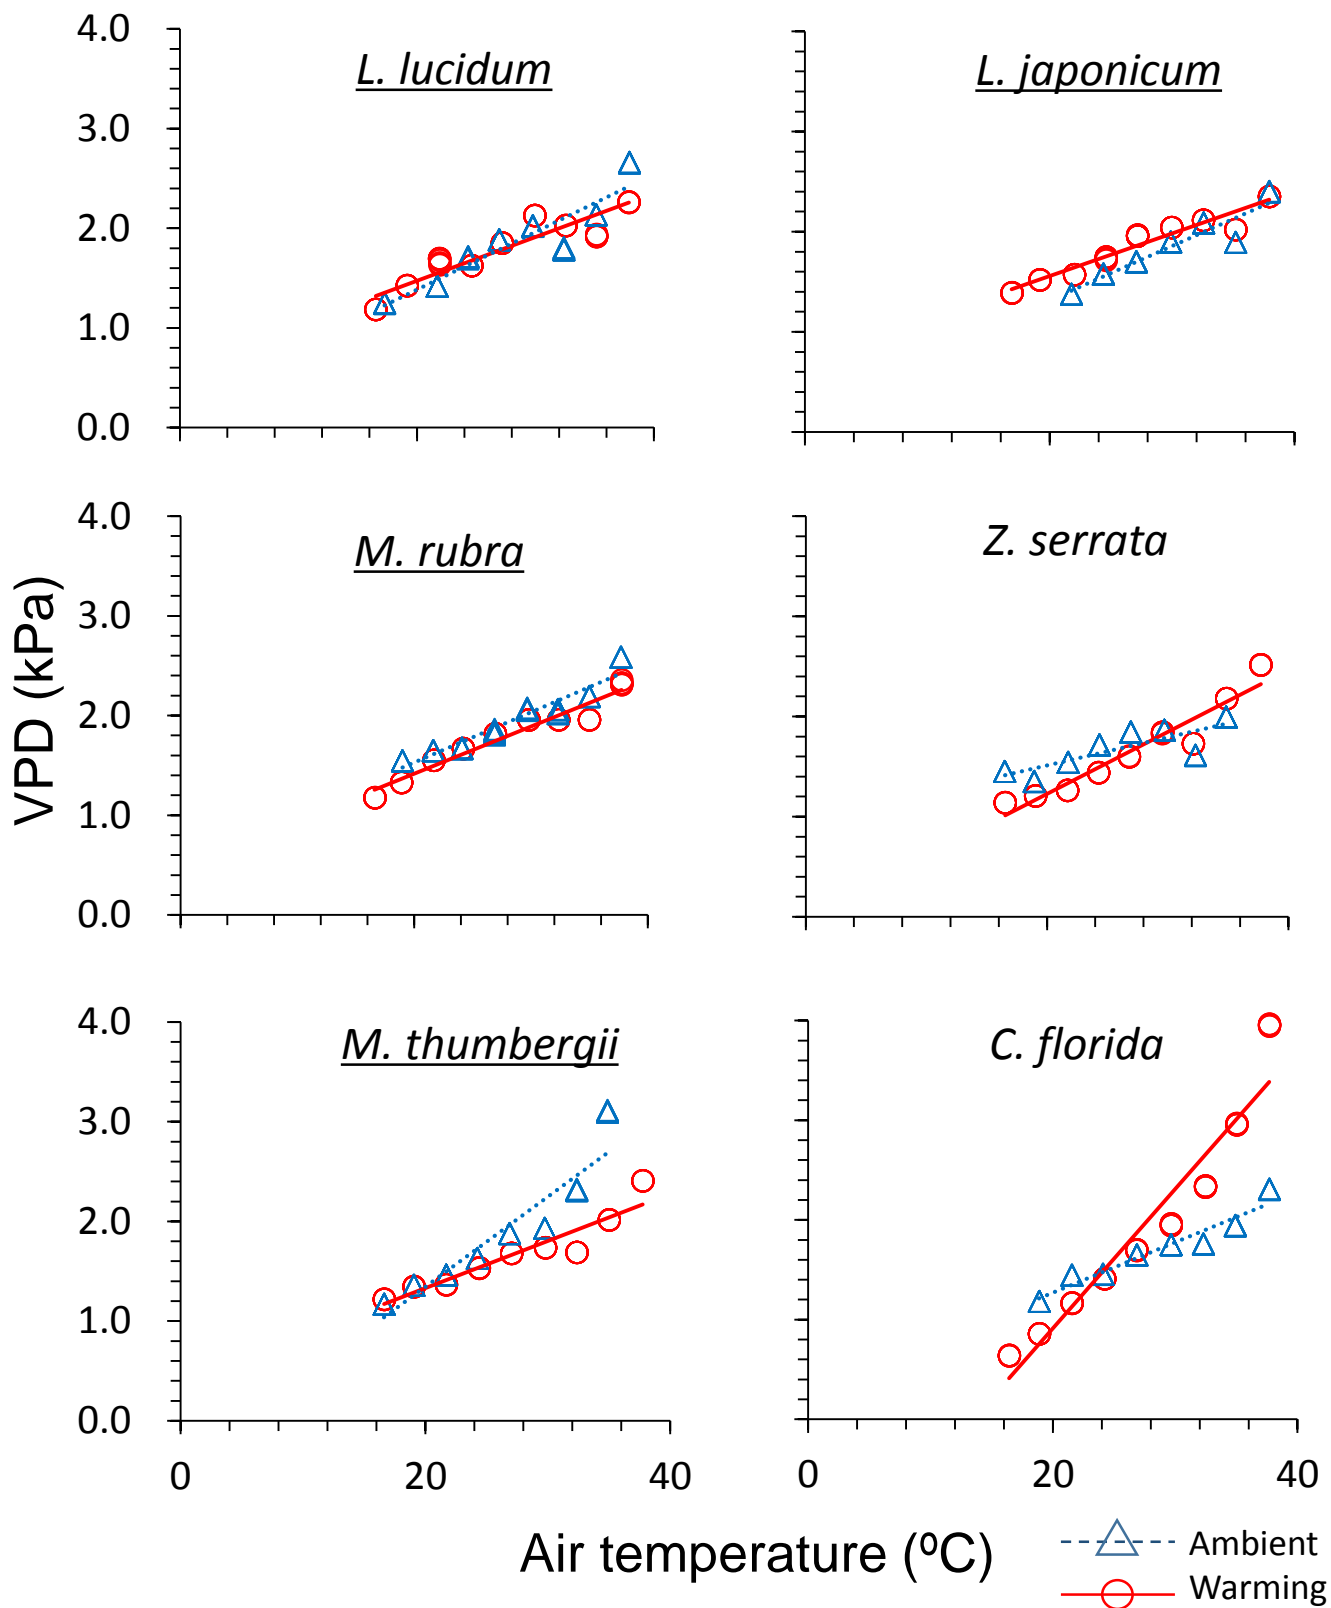 4.0
3.0
2.0
1.0
0.0
L. lucidum
L. japonicum
4.0
3.0
2.0
1.0
0.0
M. rubra
Z. serrata
VPD (kPa)
4.0
3.0
2.0
1.0
0.0
M. thumbergii
C. florida
0 20 40
0 20 40
Air temperature (⁰C)
Ambient
Warming